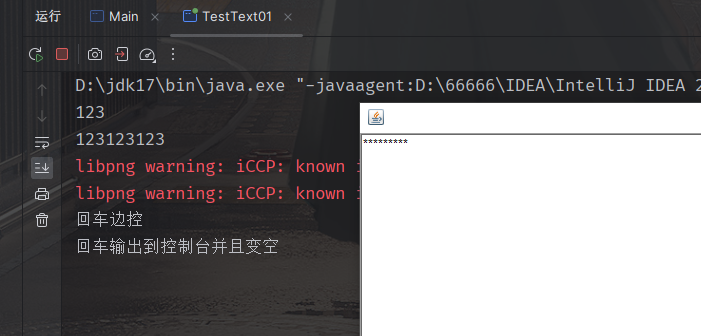 运行 Main TestText01
D:\jdk17\bin\java.exe "-javaagent:D:\66666\IDEA\IntelliJ IDEA 2
123
123123123
libpng warning: iCCP: known
libpng warning: iCCP: known
回车边控
回车输出到控制台并且变空
*********